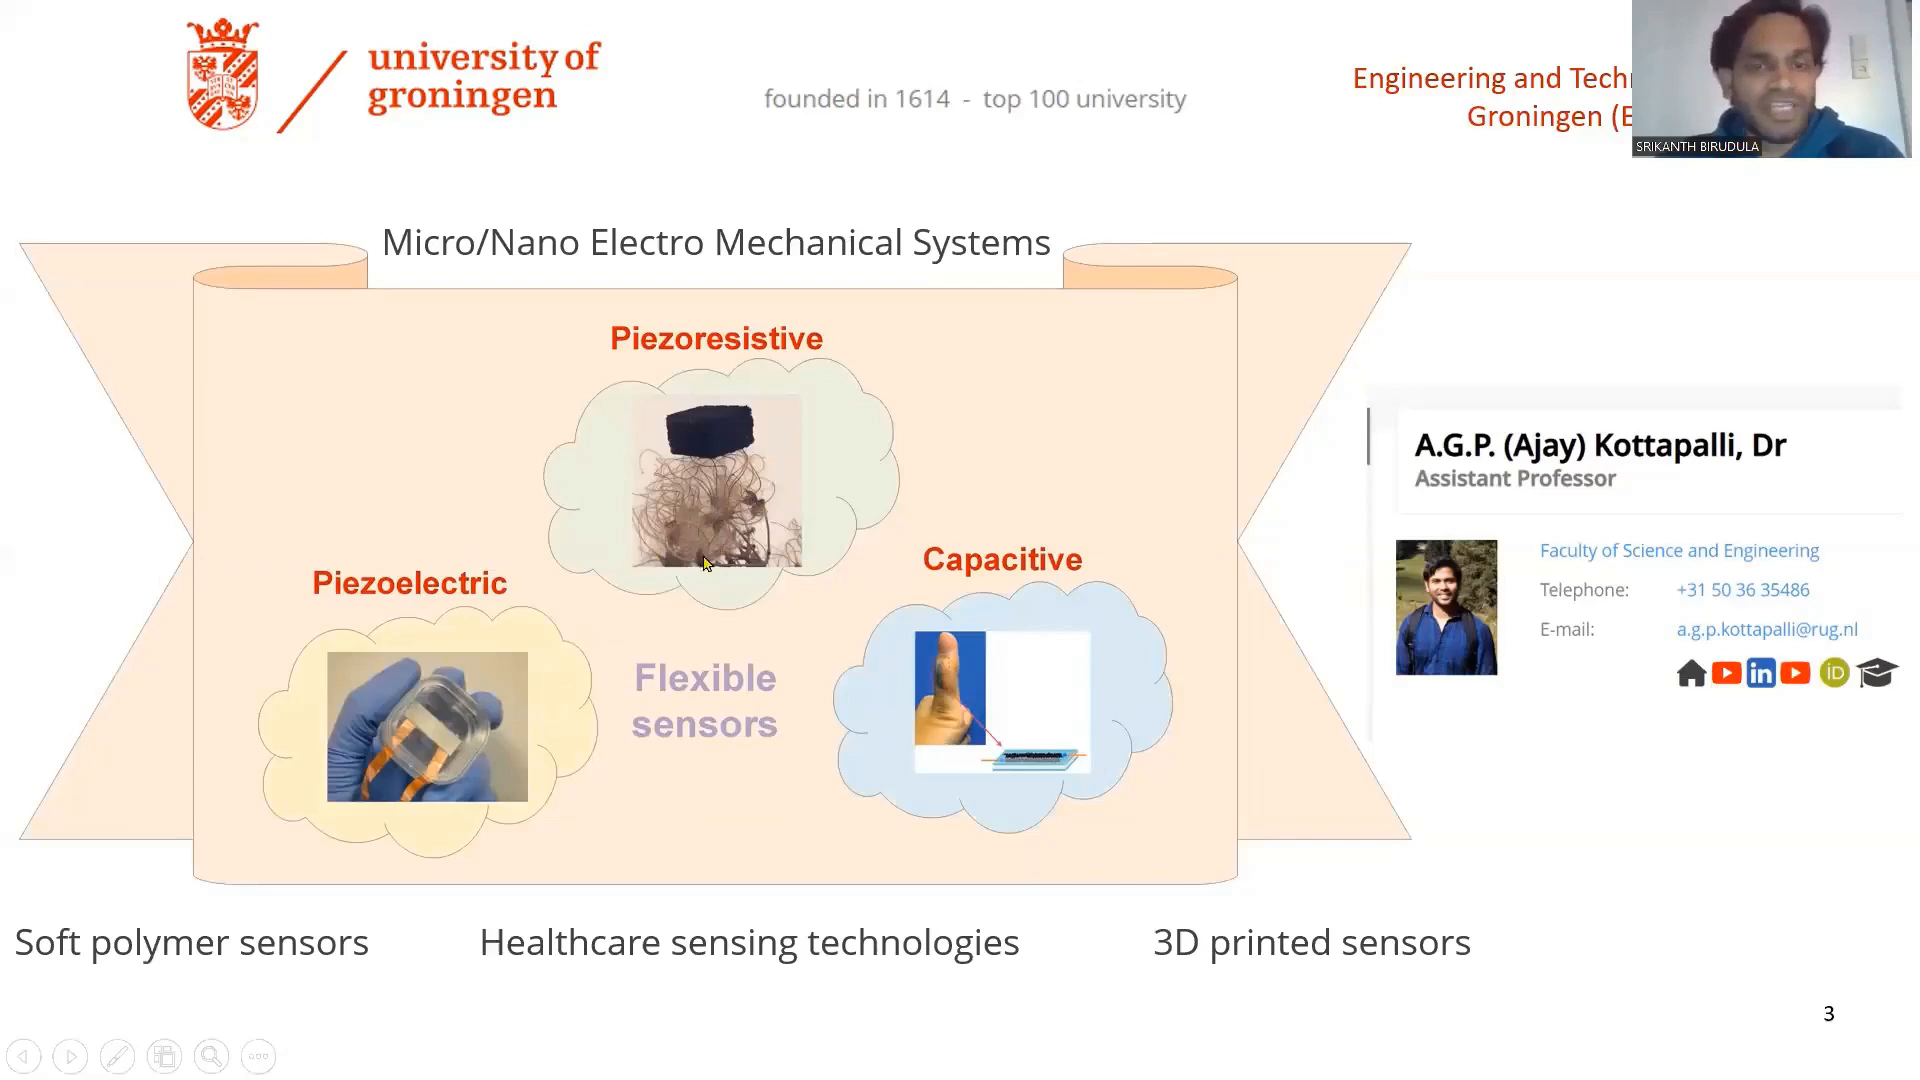 university of
groningen
founded in 1614 - top 100 university
Engineering and
Groningen
SRIKANTH BIRUDULA
Micro/Nano Electro Mechanical Systems
Piezoresistive
Piezoelectric
Capacitive
Flexible
sensors
A.G.P. (Ajay) Kottapalli, Dr
Assistant Professor
Faculty of Science and Engineering
Telephone: +31 50 36 35486
E-mail: a.g.p.kottapalli@rug.nl
in
iD
Soft polymer sensors
Healthcare sensing technologies
3D printed sensors
3